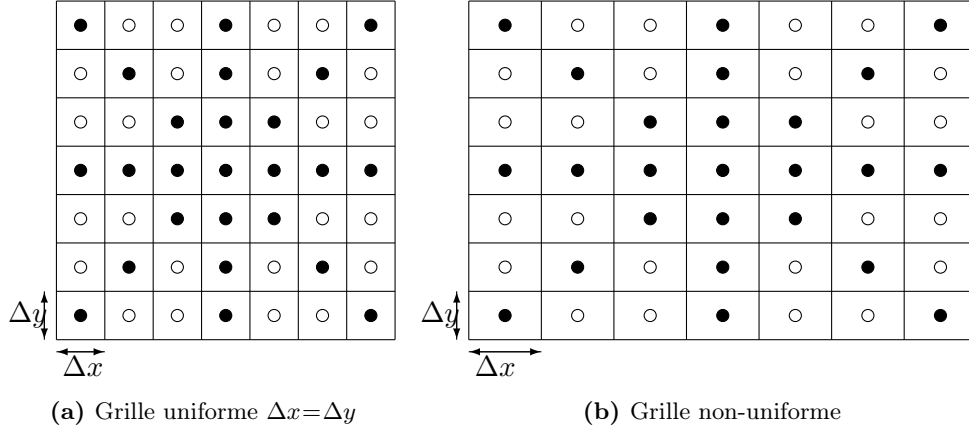 Δy
Δx
(a) Grille uniforme Δx=Δy
Δy
Δx
(b) Grille non-uniforme